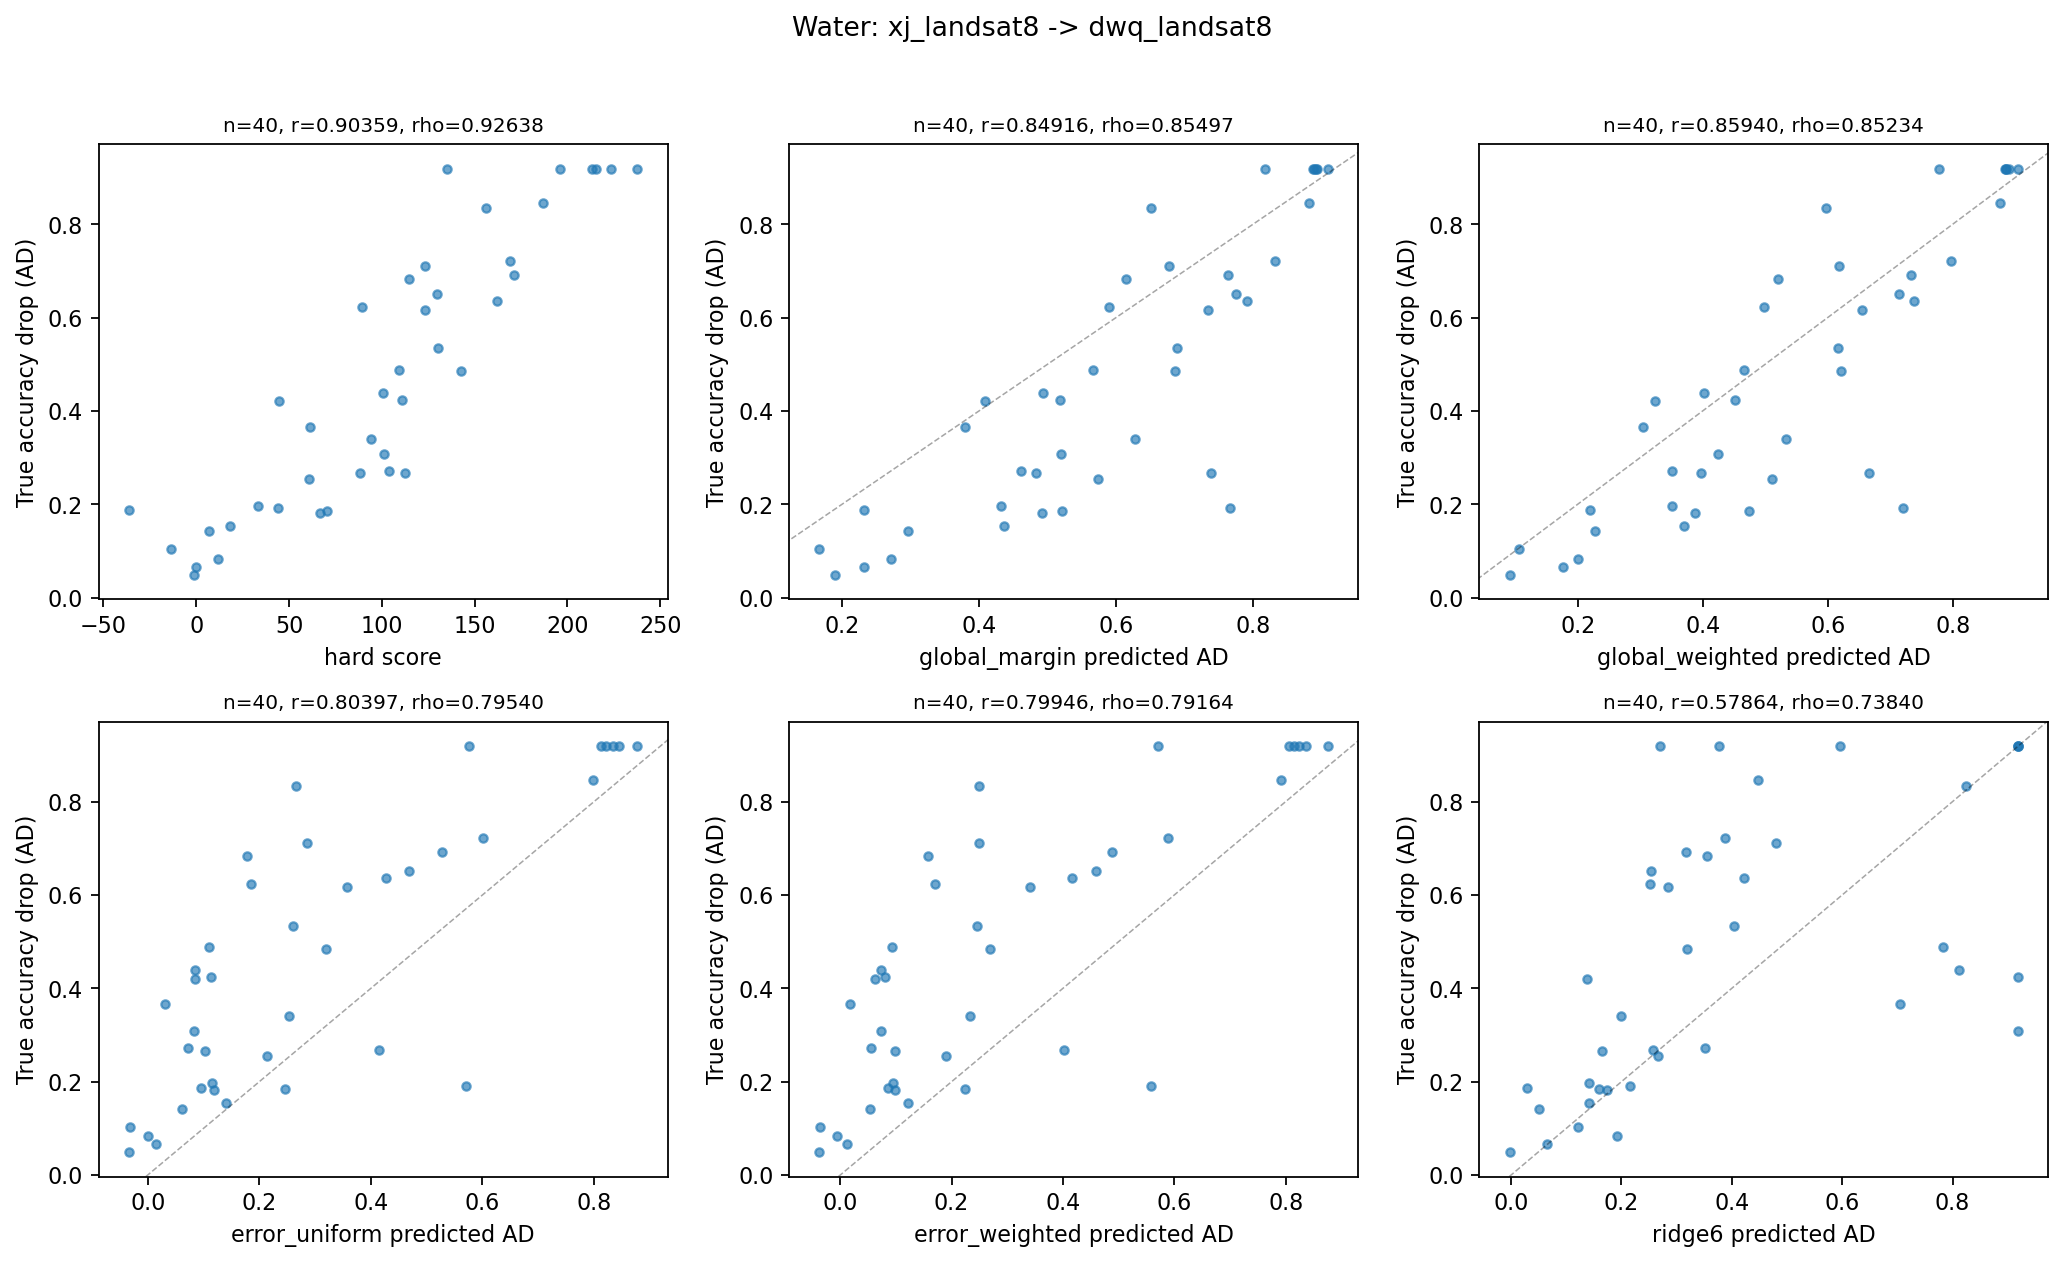 Water: xj_landsat8 -> dwq_landsat8
n=40, r=0.90359, rho=0.92638
True accuracy drop (AD)
0.8
0.6
0.4
0.2
0.0
−50 0 50 100 150 200 250
hard score
n=40, r=0.84916, rho=0.85497
True accuracy drop (AD)
0.8
0.6
0.4
0.2
0.0
0.2 0.4 0.6 0.8
global_margin predicted AD
n=40, r=0.85940, rho=0.85234
True accuracy drop (AD)
0.8
0.6
0.4
0.2
0.0
0.2 0.4 0.6 0.8
global_weighted predicted AD
n=40, r=0.80397, rho=0.79540
True accuracy drop (AD)
0.8
0.6
0.4
0.2
0.0
0.0 0.2 0.4 0.6 0.8
error_uniform predicted AD
n=40, r=0.79946, rho=0.79164
True accuracy drop (AD)
0.8
0.6
0.4
0.2
0.0
0.0 0.2 0.4 0.6 0.8
error_weighted predicted AD
n=40, r=0.57864, rho=0.73840
True accuracy drop (AD)
0.8
0.6
0.4
0.2
0.0
0.0 0.2 0.4 0.6 0.8
ridge6 predicted AD